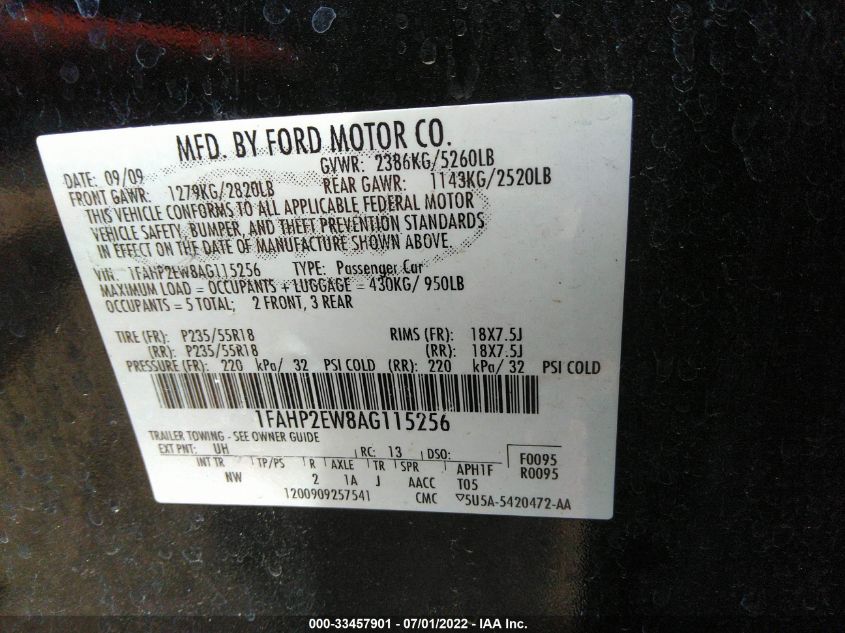 MFD. BY FORD MOTOR CO.
DATE: 09/09 GVWR: 2386KG/5260LB
FRONT GAWR: 1279KG/2820LB REAR GAWR: 1143KG/2520LB
THIS VEHICLE CONFORMS TO ALL APPLICABLE FEDERAL MOTOR
VEHICLE SAFETY, BUMPER, AND THEFT PREVENTION STANDARDS
IN EFFECT ON THE DATE OF MANUFACTURE SHOWN ABOVE.
VIN: 1FAHP2EW8AG115256 TYPE: Passenger Car
MAXIMUM LOAD = OCCUPANTS + LUGGAGE = 430KG/ 950LB
OCCUPANTS = 5 TOTAL; 2 FRONT, 3 REAR
TIRE (FR): P235/55R18 RIMS (FR): 18X7.5J
(RR): P235/55R18 (RR): 18X7.5J
PRESSURE (FR): 220 kPa/ 32 PSI COLD (RR): 220 kPa/ 32 PSI COLD
1FAHP2EW8AG115256
TRAILER TOWING - SEE OWNER GUIDE
EXT PNT: UH RC: 13 DSO: F0095
INT TR TP/PS R AXLE TR SPR APH1F R0095
NW 2 1A J AACC T05
1200909257541 CMC ▽5U5A-5420472-AA
000-33457901 - 07/01/2022 - IAA Inc.